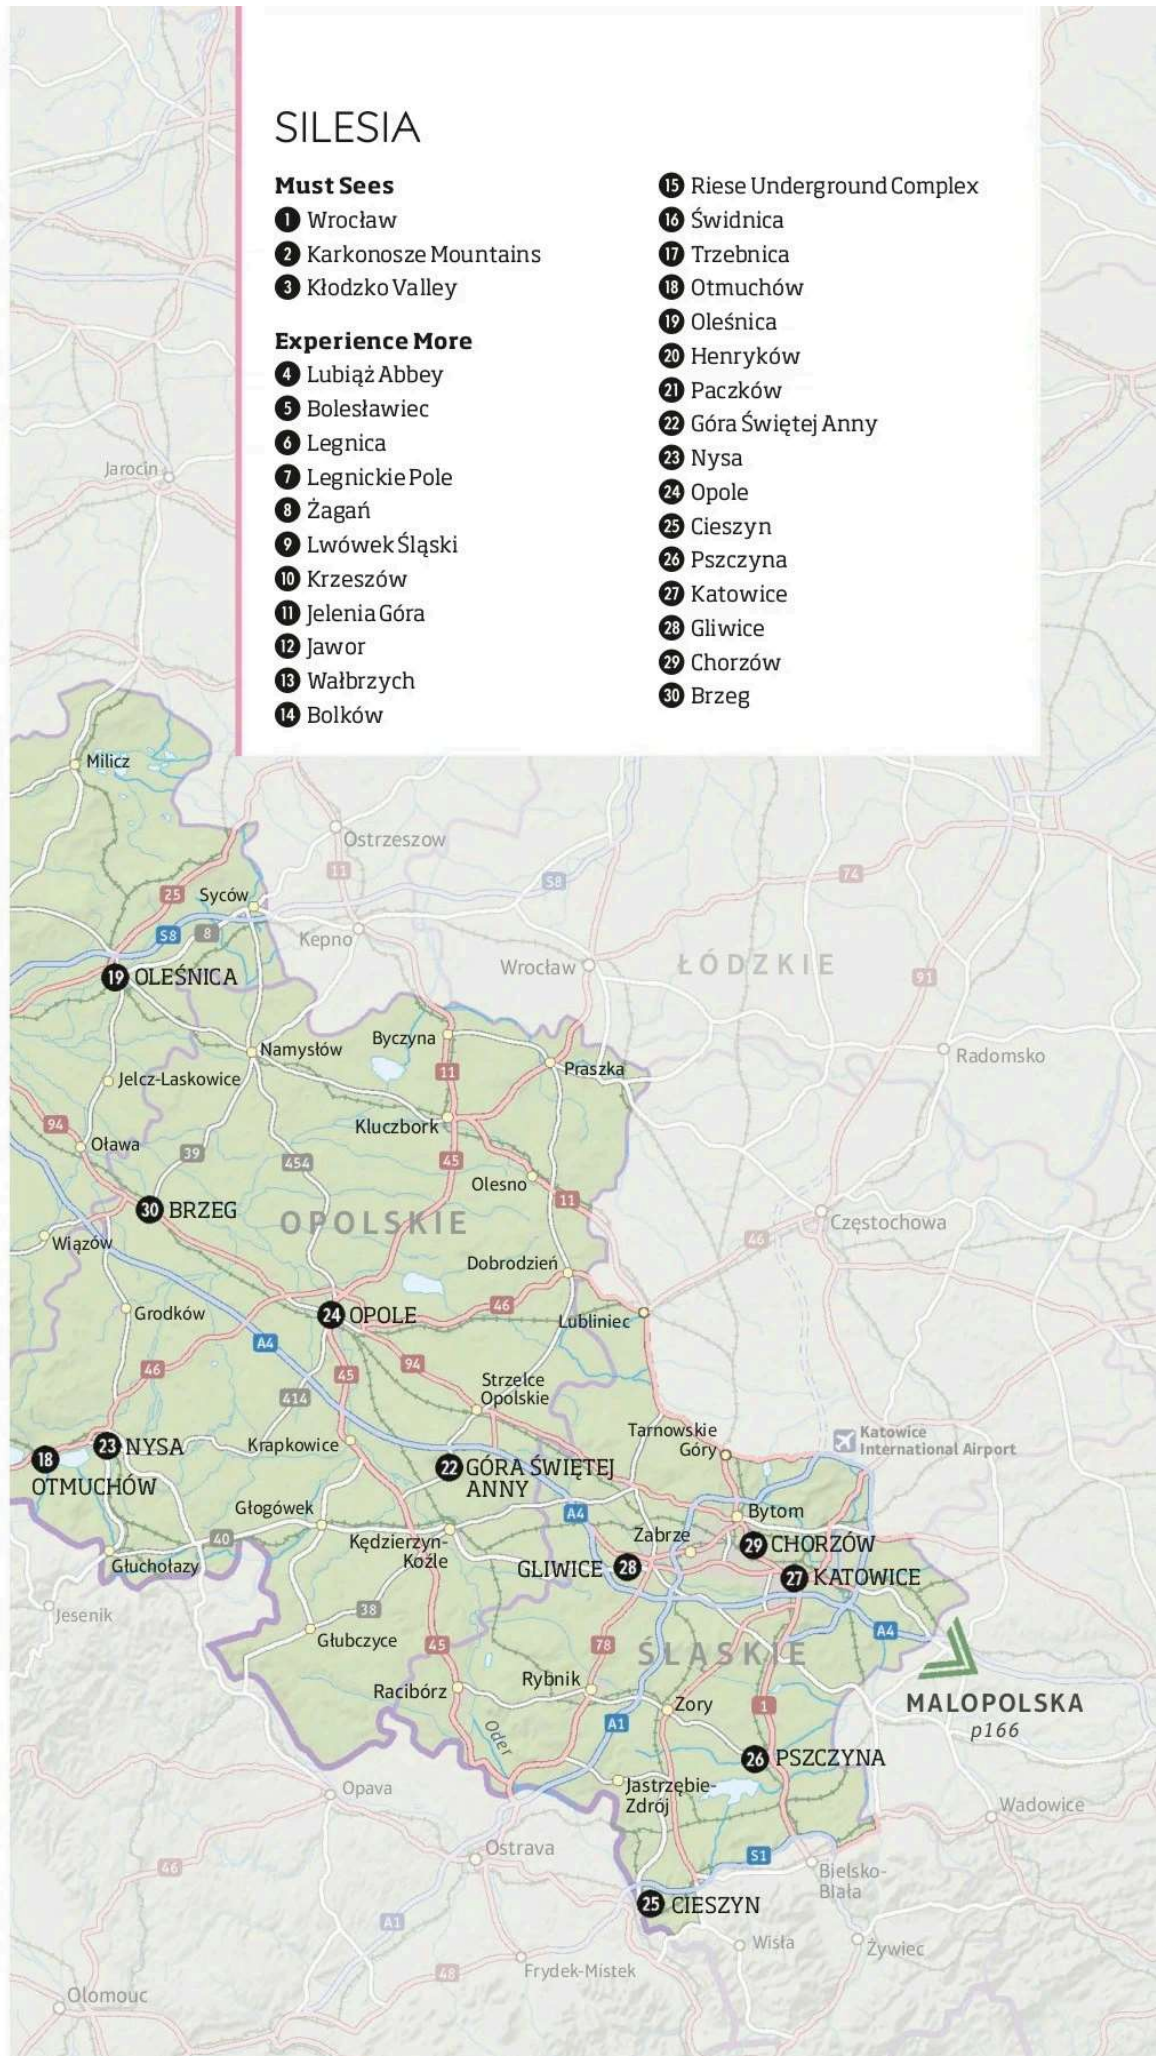 SILESIA
Must Sees
1 Wrocław
2 Karkonosze Mountains
3 Kłodzko Valley
Experience More
4 Lubiąż Abbey
5 Bolesławiec
6 Legnica
7 Legnickie Pole
8 Żagań
9 Lwówek Śląski
10 Krzeszów
11 Jelenia Góra
12 Jawor
13 Wałbrzych
14 Bolków
15 Riese Underground Complex
16 Świdnica
17 Trzebnica
18 Otmuchów
19 Oleśnica
20 Henryków
21 Paczków
22 Góra Świętej Anny
23 Nysa
24 Opole
25 Cieszyn
26 Pszczyna
27 Katowice
28 Gliwice
29 Chorzów
30 Brzeg
Jarocin
Milicz
Ostrzeszow
11
74
S8
25
Syców
S8
8
Kepno
Wrocław
ŁÓDZKIE
91
19 OLEŚNICA
Byczyna
Namysłów
Radomsko
Praszka
11
Jelcz-Laskowice
94
Kluczbork
Oława
39
454
45
Olesno
11
30 BRZEG
OPOLSKIE
Częstochowa
46
Wiązów
Dobrodzień
46
Grodków
24 OPOLE
Lubliniec
A4
46
45
94
Strzelce
Opolskie
414
Tarnowskie
Góry
Katowice
International Airport
23 NYSA
Krapkowice
18
OTMUCHÓW
22 GÓRA ŚWIĘTEJ
ANNY
Głogówek
A4
Bytom
40
Kędzierzyn-
Koźle
Zabrze
29 CHORZÓW
Głuchołazy
GLIWICE 28
27 KATOWICE
Jesenik
38
A4
Głubczyce
45
78
ŚLĄSKIE
Racibórz
Rybnik
Zory
1
MALOPOLSKA
p166
Oder
A1
26 PSZCZYNA
Jastrzębie-
Zdrój
Opava
Wadowice
Ostrava
S1
46
Bielsko-
Biała
25 CIESZYN
A1
Wisła
Żywiec
48
Frydek-Mistek
Olomouc